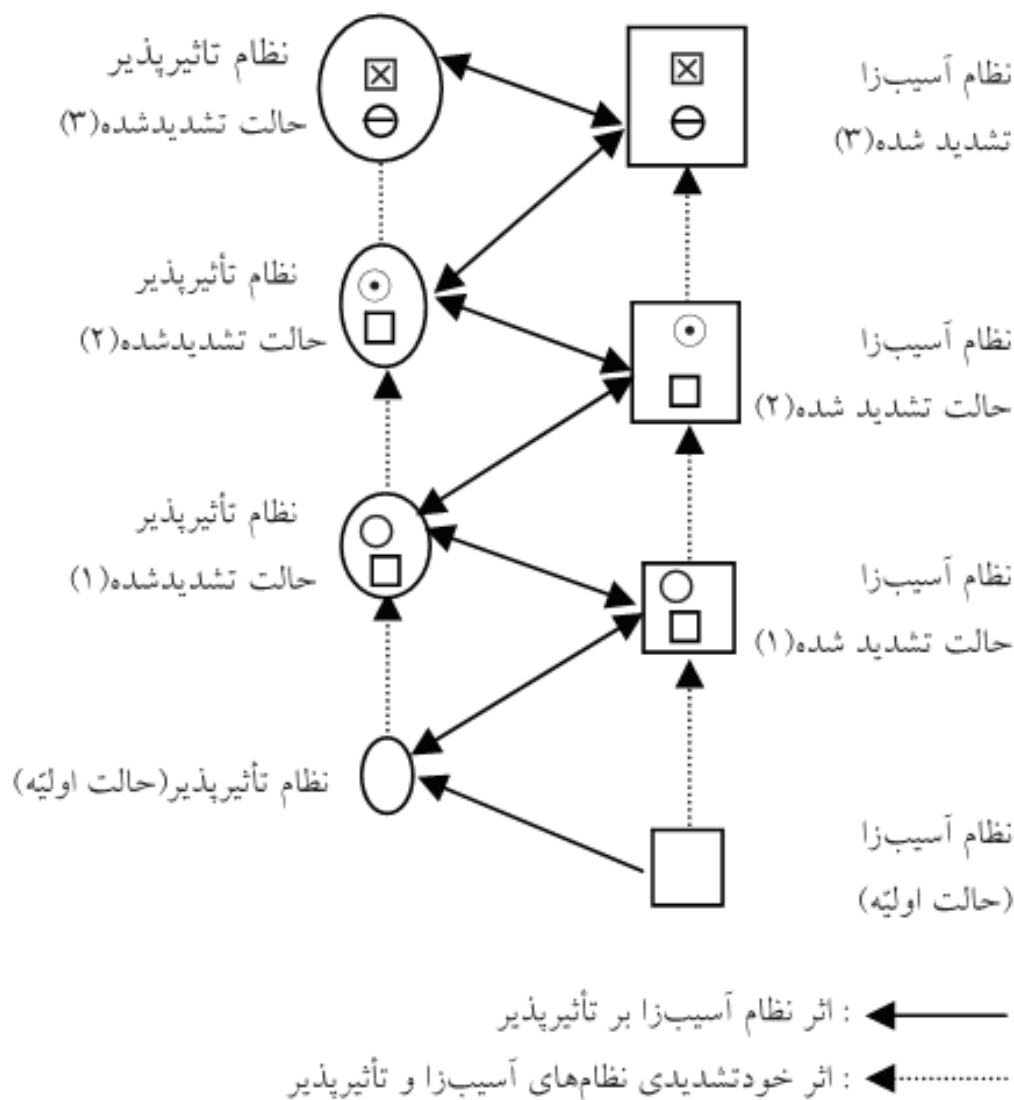 نظام آسیب‌زا
تشدید شده(۳)
نظام تاثیرپذیر
حالت تشدیدشده(۳)
نظام آسیب‌زا
حالت تشدید شده(۲)
نظام تأثیرپذیر
حالت تشدیدشده(۲)
نظام آسیب‌زا
حالت تشدید شده(۱)
نظام تأثیرپذیر
حالت تشدیدشده(۱)
نظام آسیب‌زا
(حالت اولیّه)
نظام تأثیرپذیر(حالت اولیّه)
: اثر نظام آسیب‌زا بر تأثیرپذیر
: اثر خودتشدیدی نظام‌های آسیب‌زا و تأثیرپذیر